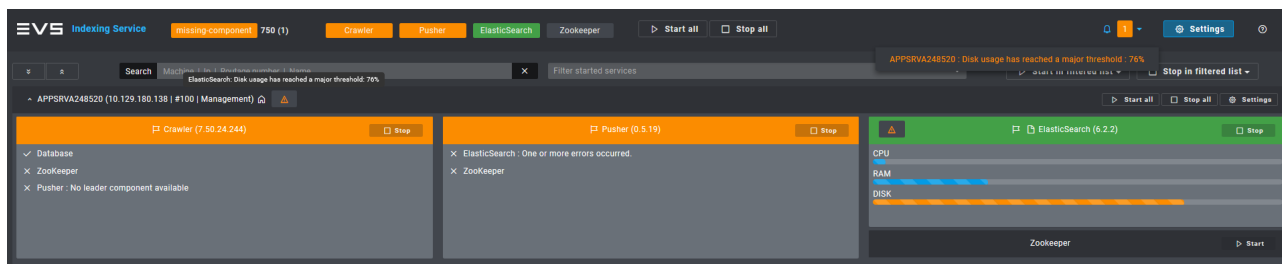 EVS Indexing Service missing-component 750 (1) Crawler Pusher ElasticSearch Zookeeper Start all Stop all 1 Settings
APPSRVA248520 : Disk usage has reached a major threshold : 76%
Search Machine Filter started services Start in filtered list Stop in filtered list
ElasticSearch: Disk usage has reached a major threshold: 76%
APPSRVA248520 (10.129.180.138 | #100 | Management) Start all Stop all Settings
Crawler (7.50.24.244) Stop Pusher (0.5.19) Stop ElasticSearch (6.2.2) Stop
Database
ZooKeeper
Pusher : No leader component available
ElasticSearch : One or more errors occurred.
ZooKeeper
CPU
RAM
DISK
Zookeeper Start